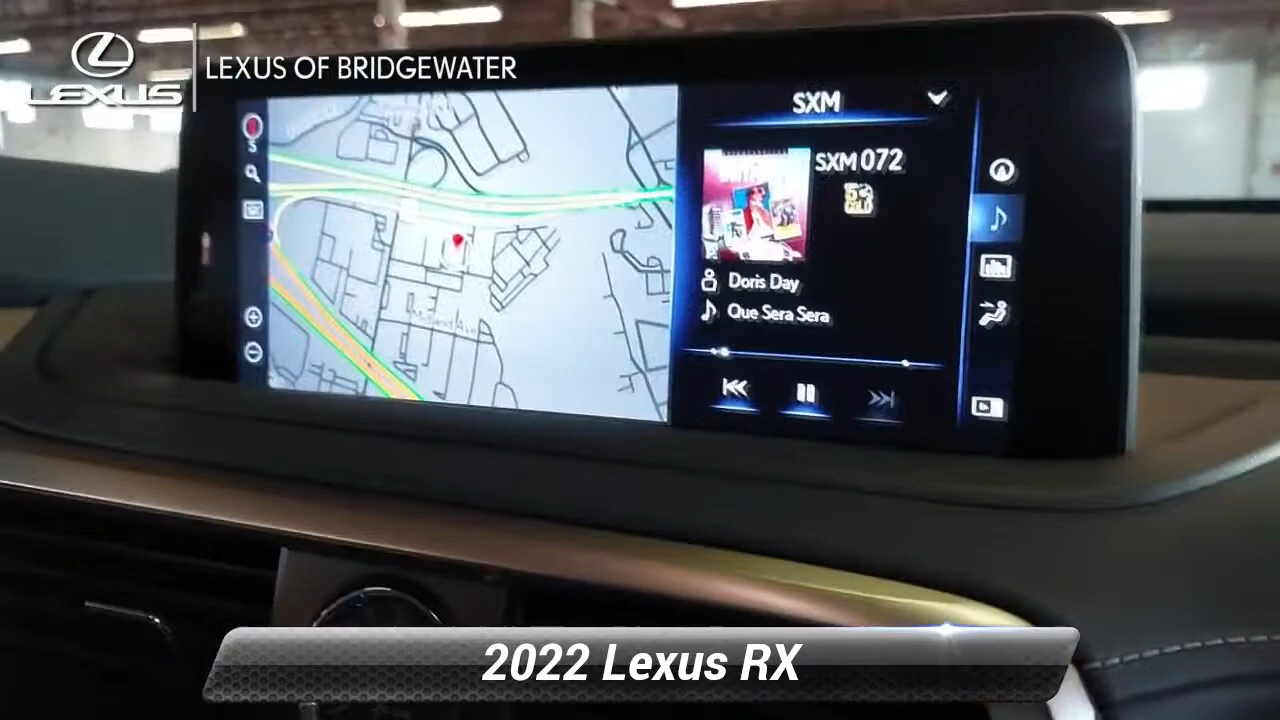 LEXUS
LEXUS OF BRIDGEWATER
S
SXM
SXM 072
Doris Day
Que Sera Sera
2022 Lexus RX